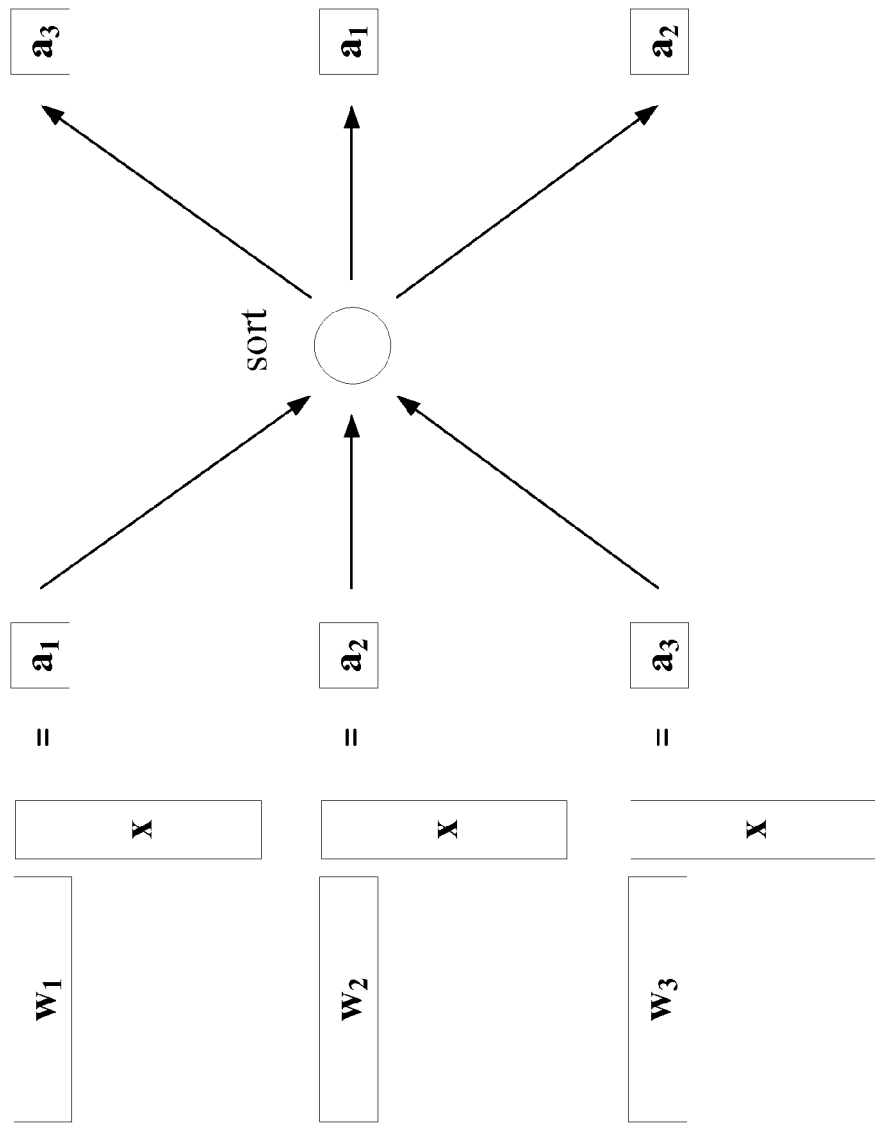 w₁ x = a₁ a₃
sort
w₂ x = a₂ a₁
w₃ x = a₃ a₂